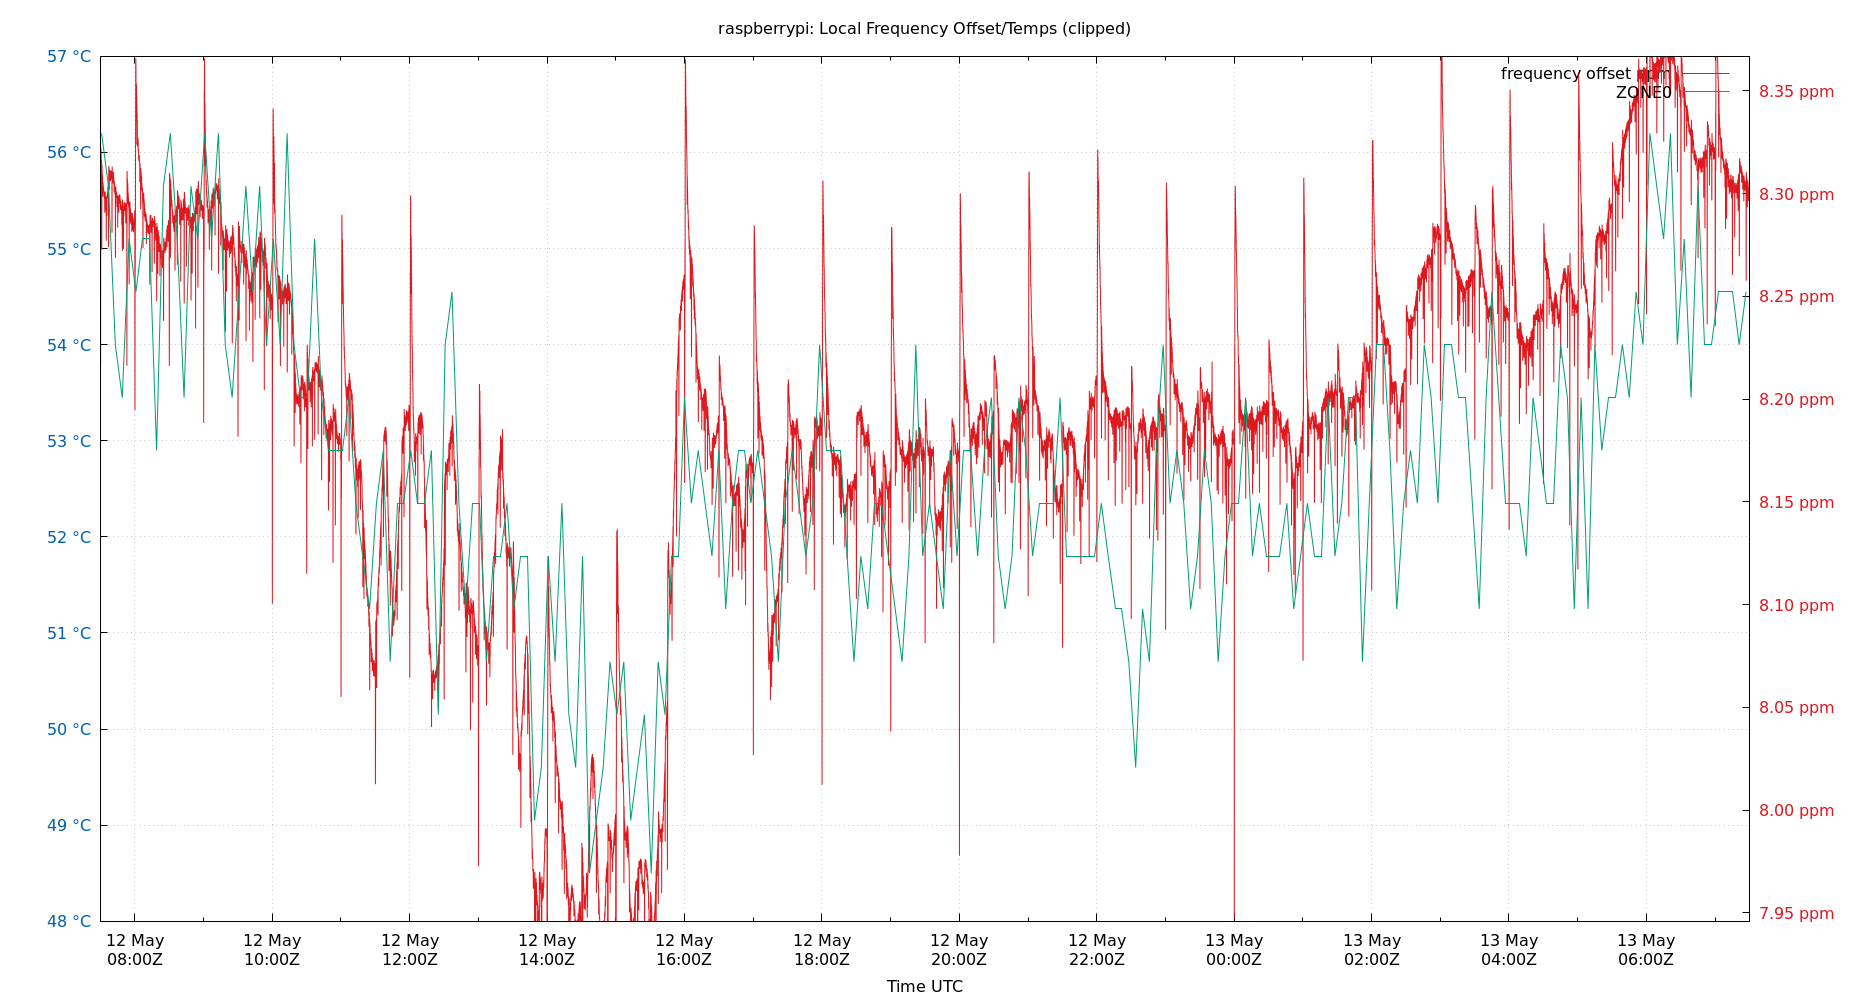 raspberrypi: Local Frequency Offset/Temps (clipped)
57 °C
56 °C
55 °C
54 °C
53 °C
52 °C
51 °C
50 °C
49 °C
48 °C
frequency offset ppm
ZONE0
8.35 ppm
8.30 ppm
8.25 ppm
8.20 ppm
8.15 ppm
8.10 ppm
8.05 ppm
8.00 ppm
7.95 ppm
12 May 12 May 12 May 12 May 12 May 12 May 12 May 12 May 13 May 13 May 13 May 13 May
08:00Z 10:00Z 12:00Z 14:00Z 16:00Z 18:00Z 20:00Z 22:00Z 00:00Z 02:00Z 04:00Z 06:00Z
Time UTC